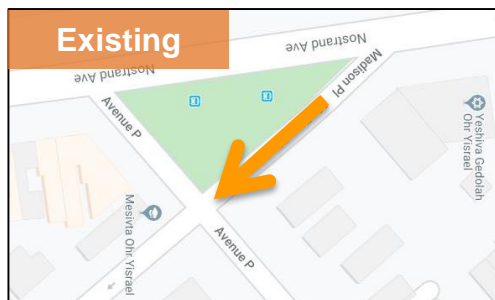 Existing
Nostrand Ave
Nostrand Ave
Madison Pl
Avenue P
Yeshiva Gedolah
Ohr Yisrael
Mesivta Ohr Yisrael
Avenue P